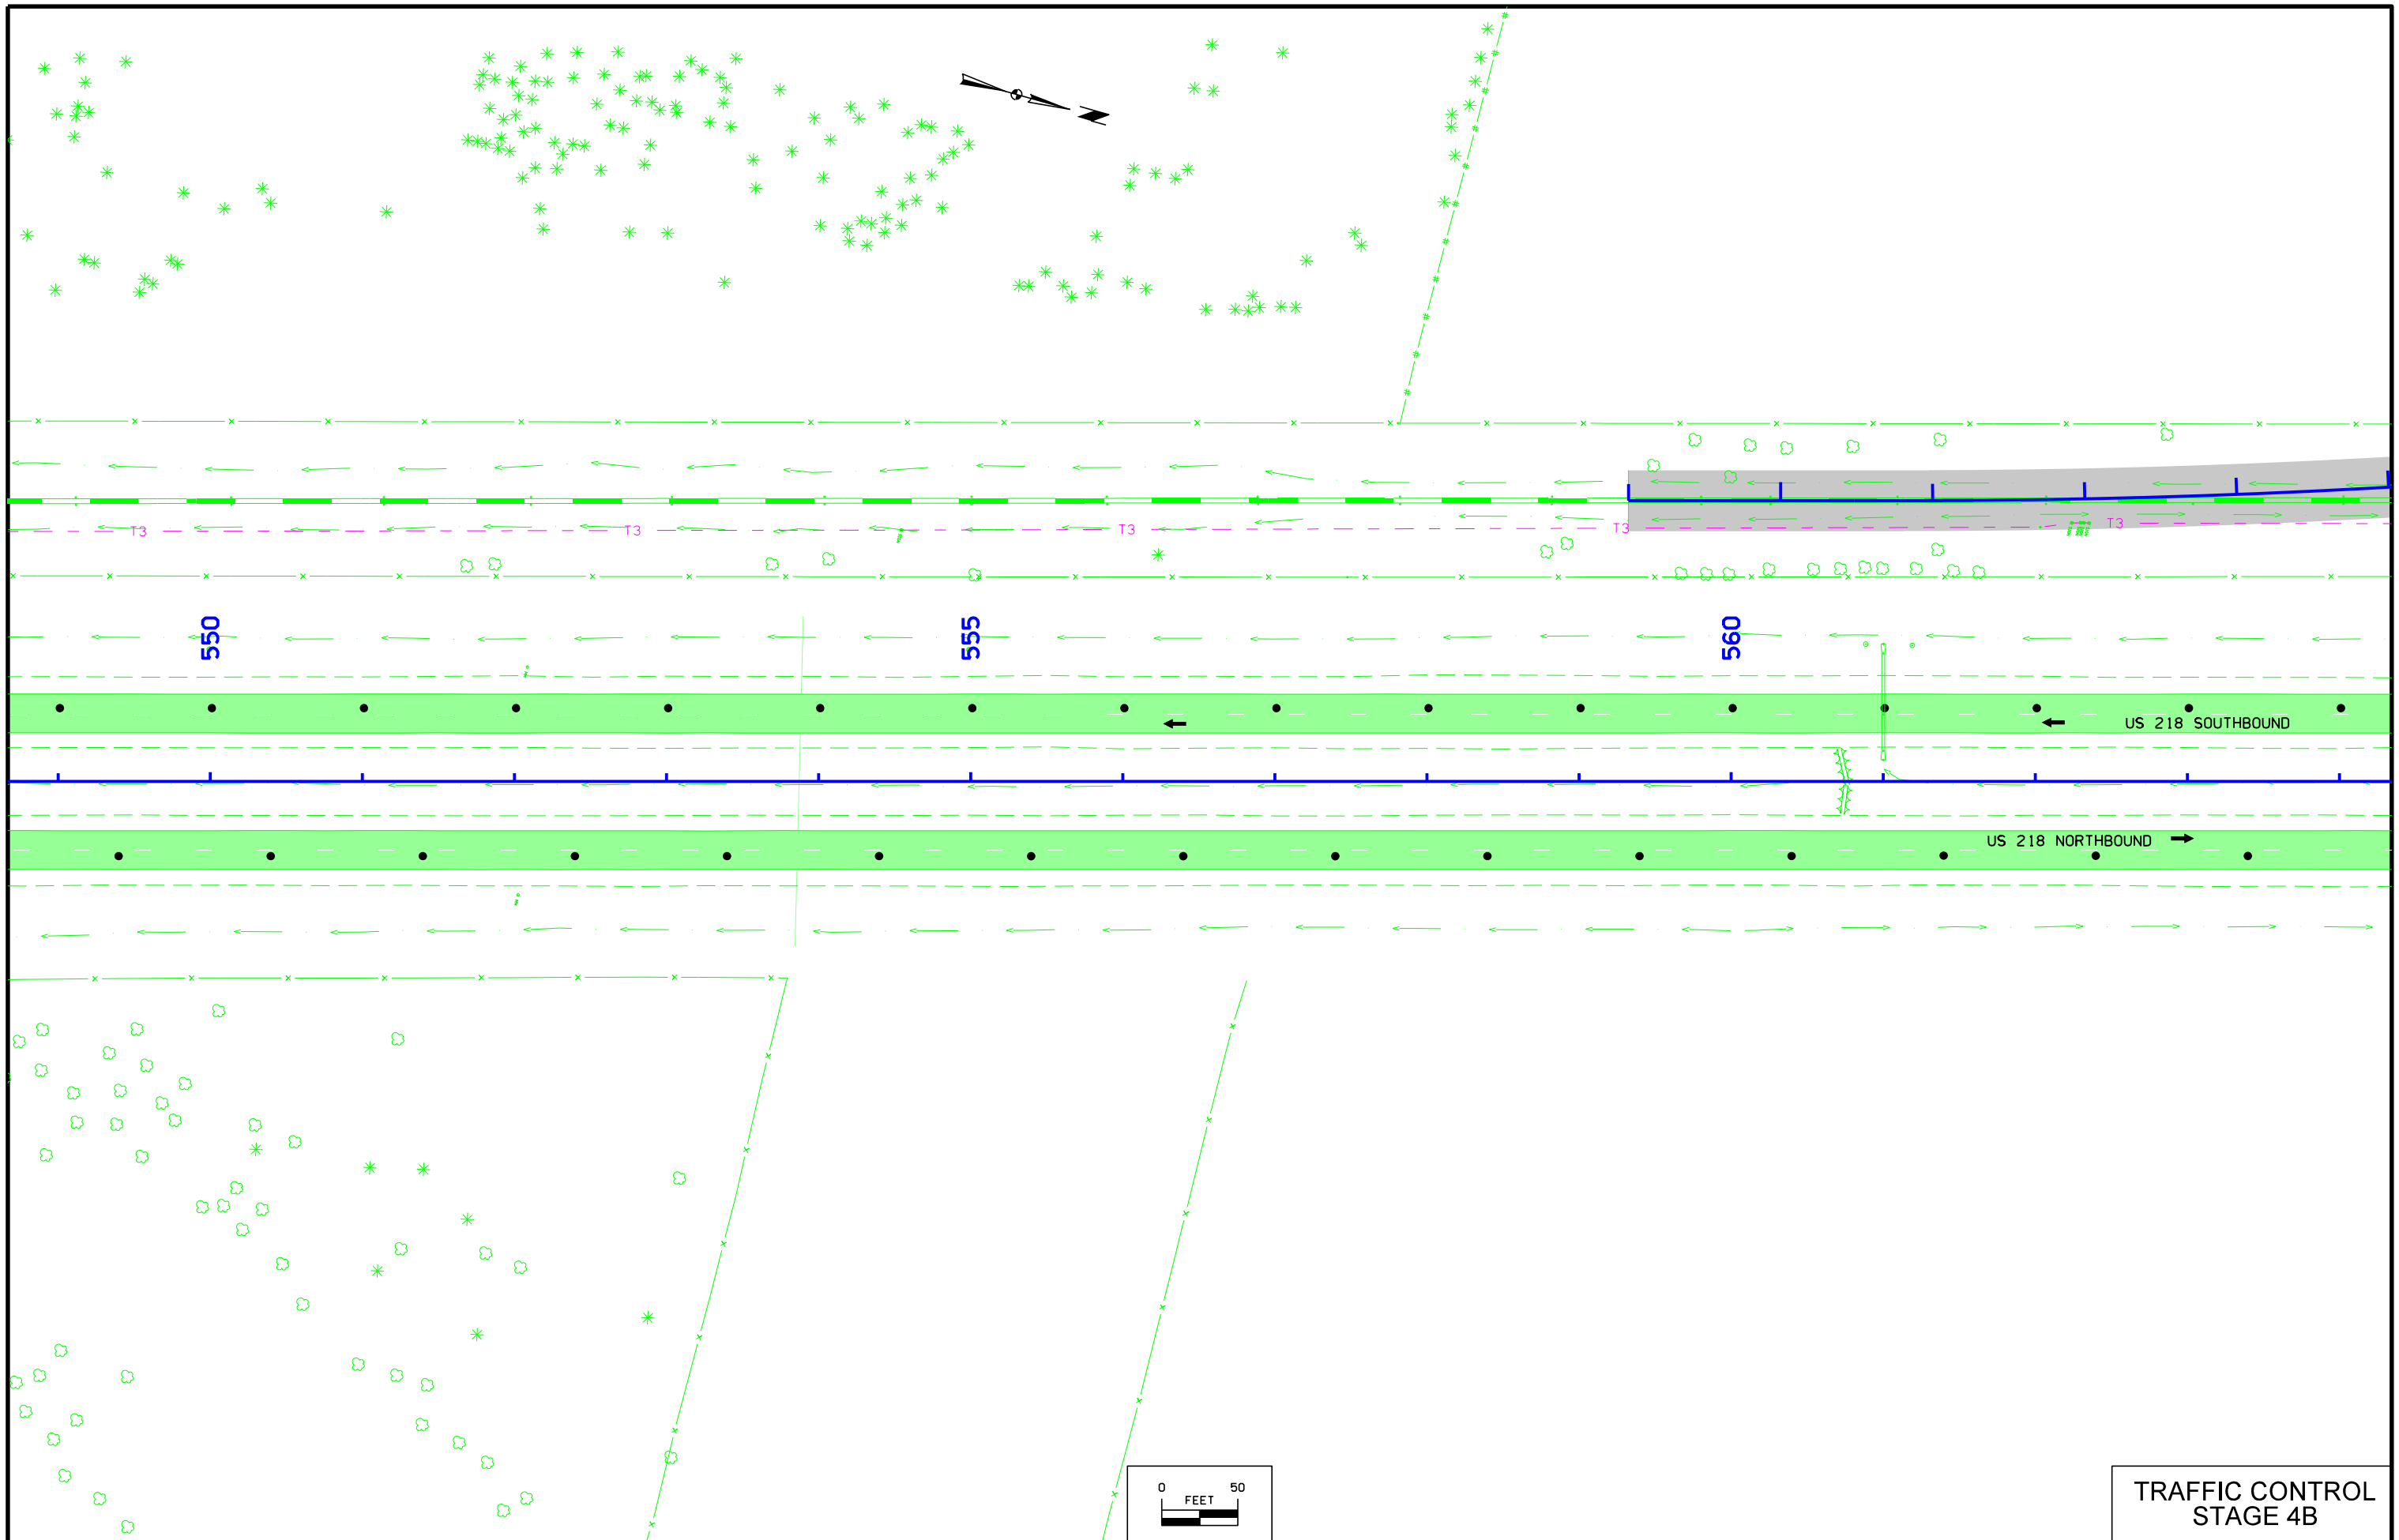 T3
T3
T3
T3
T3
550
555
560
US 218 SOUTHBOUND
US 218 NORTHBOUND
0 50
FEET
TRAFFIC CONTROL
STAGE 4B